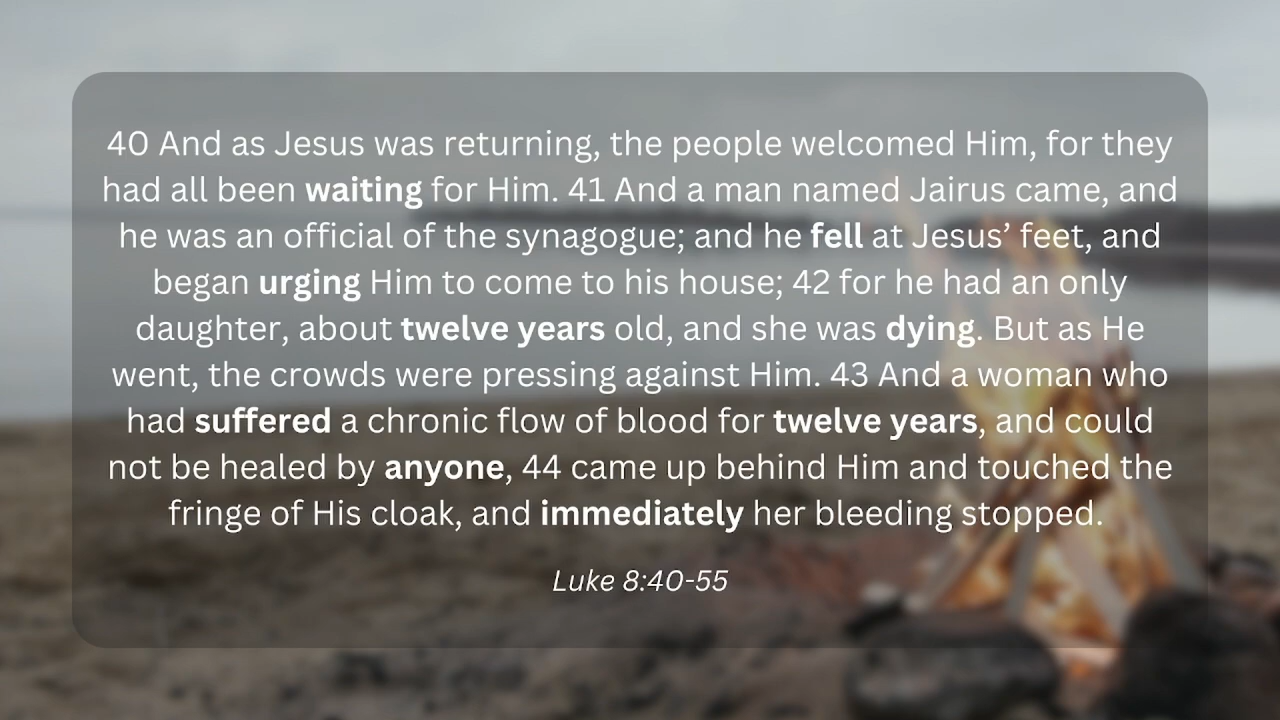 40 And as Jesus was returning, the people welcomed Him, for they
had all been waiting for Him. 41 And a man named Jairus came, and
he was an official of the synagogue; and he fell at Jesus’ feet, and
began urging Him to come to his house; 42 for he had an only
daughter, about twelve years old, and she was dying. But as He
went, the crowds were pressing against Him. 43 And a woman who
had suffered a chronic flow of blood for twelve years, and could
not be healed by anyone, 44 came up behind Him and touched the
fringe of His cloak, and immediately her bleeding stopped.
Luke 8:40-55